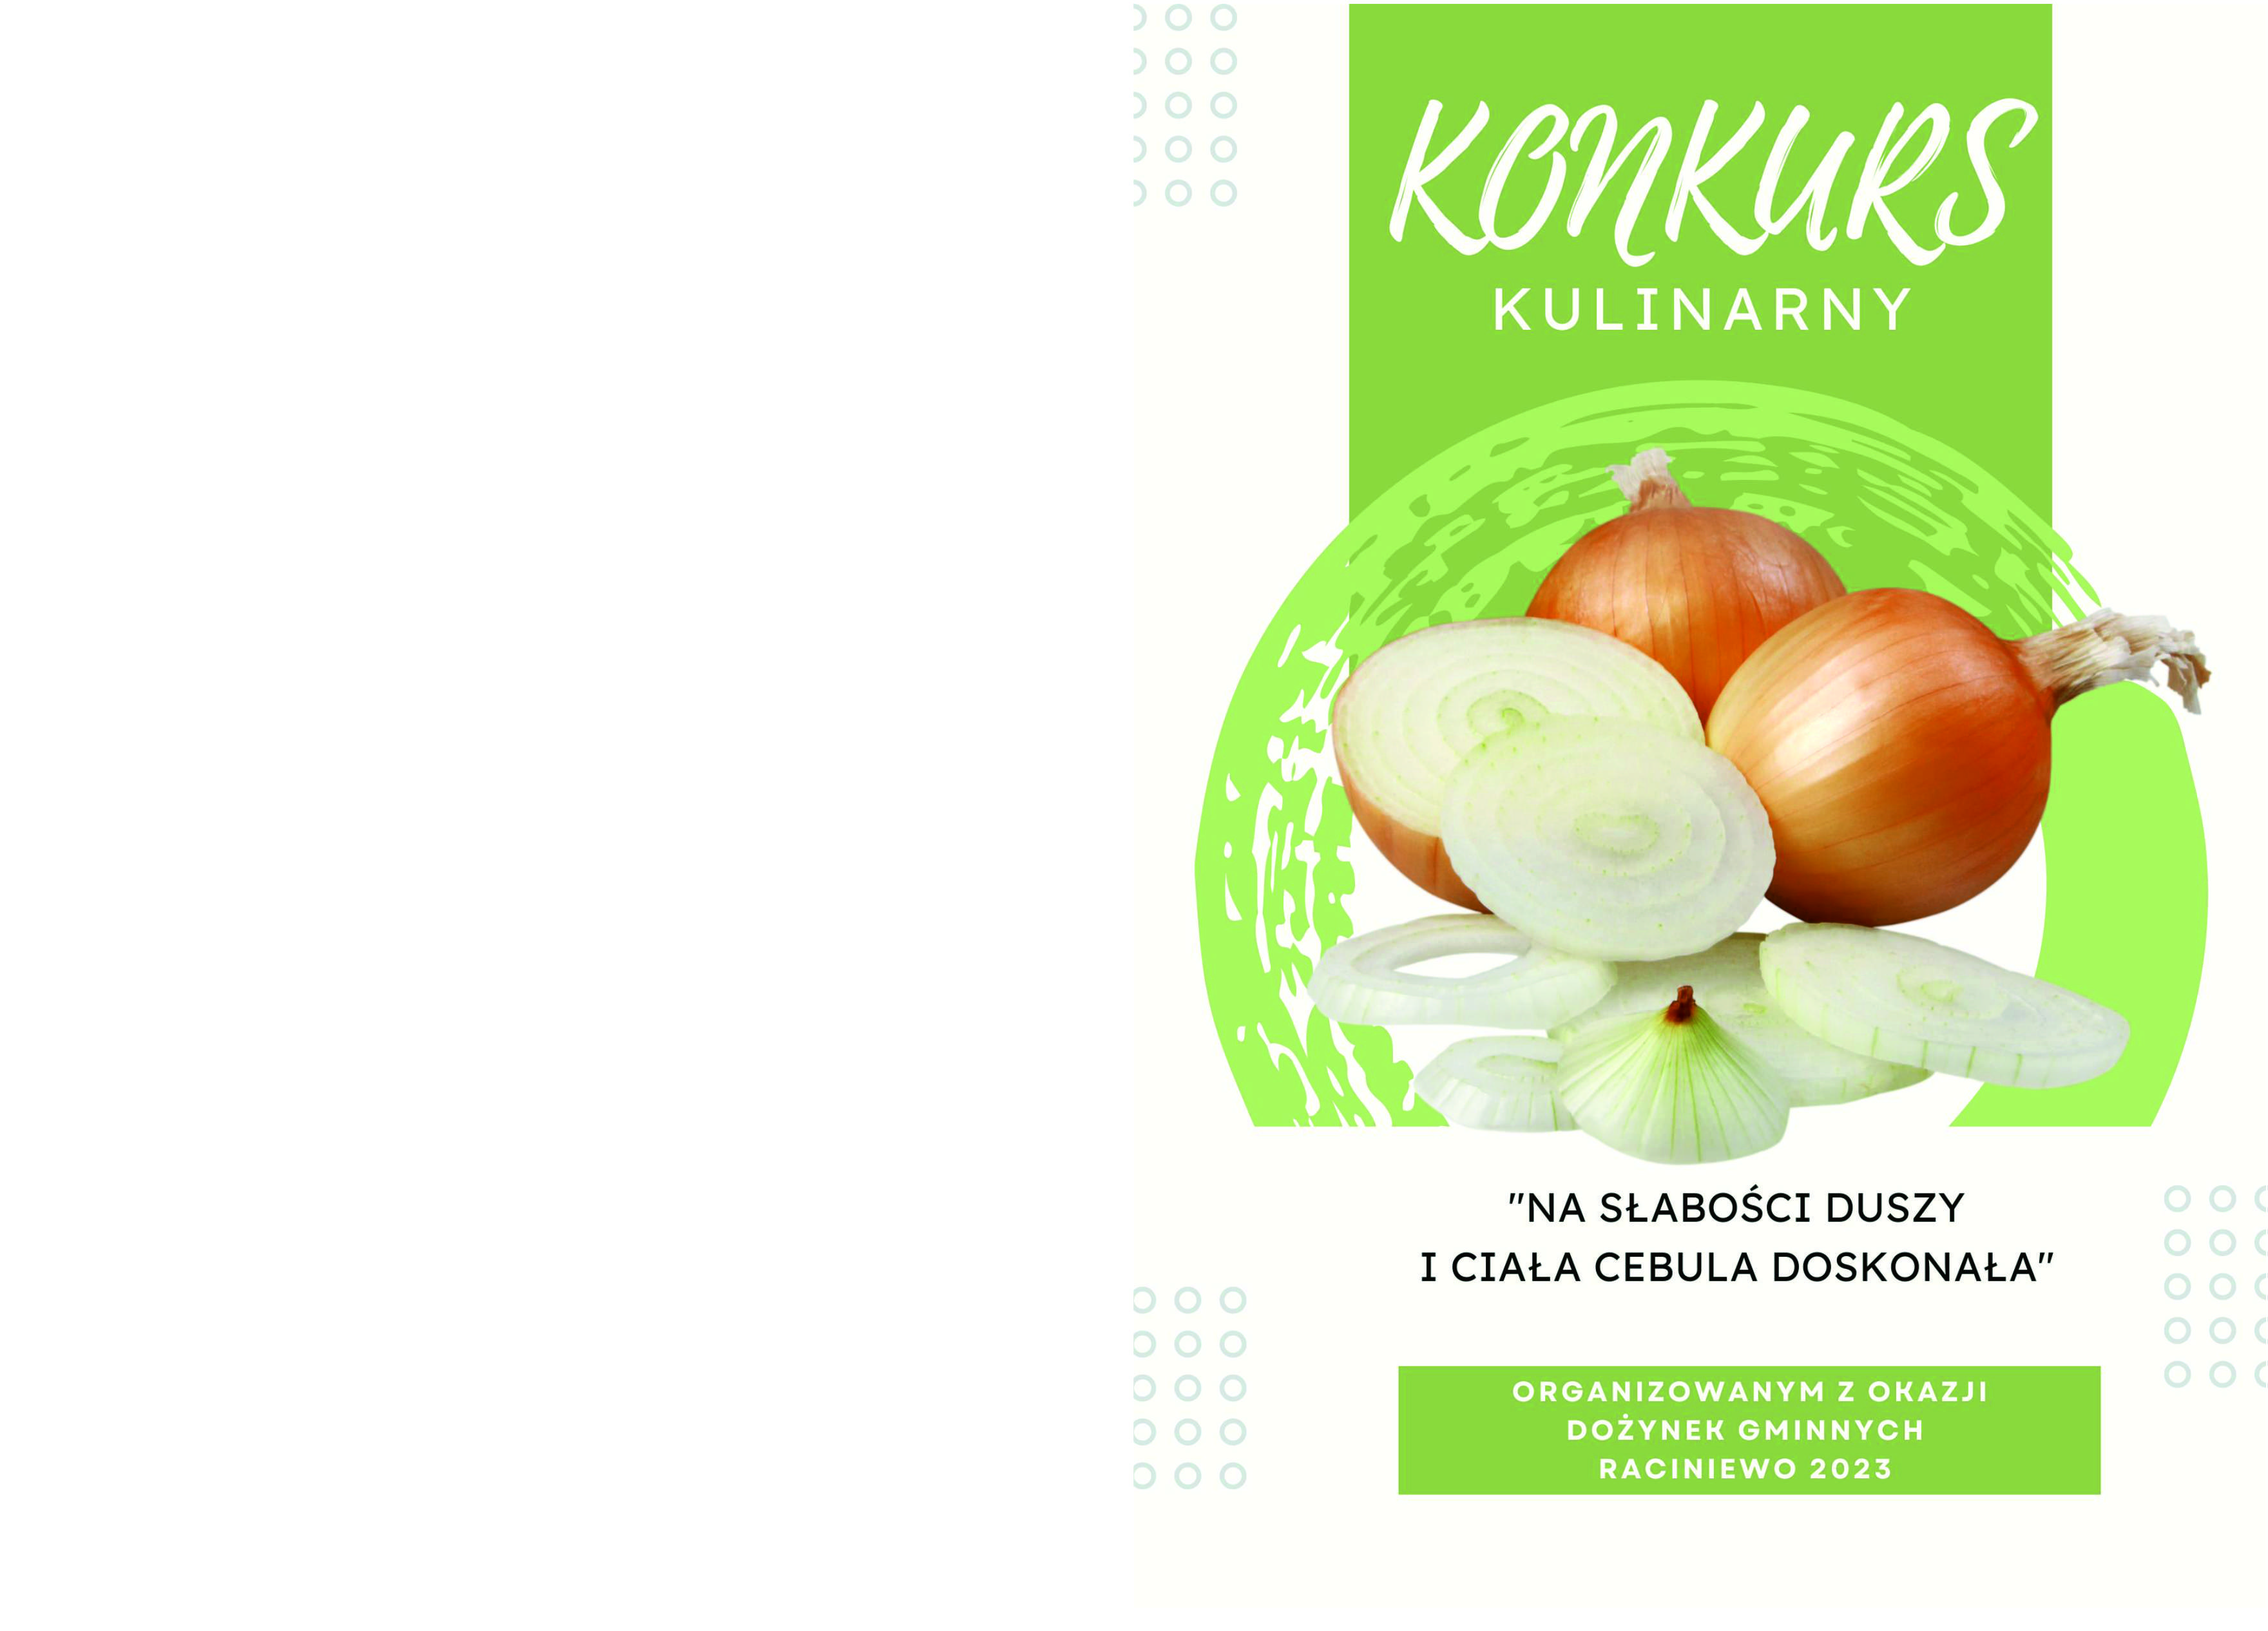 KONKURS
KULINARNY
"NA SŁABOŚCI DUSZY
I CIAŁA CEBULA DOSKONAŁA"
ORGANIZOWANYM Z OKAZJI
DOŻYNEK GMINNYCH
RACINIEWO 2023